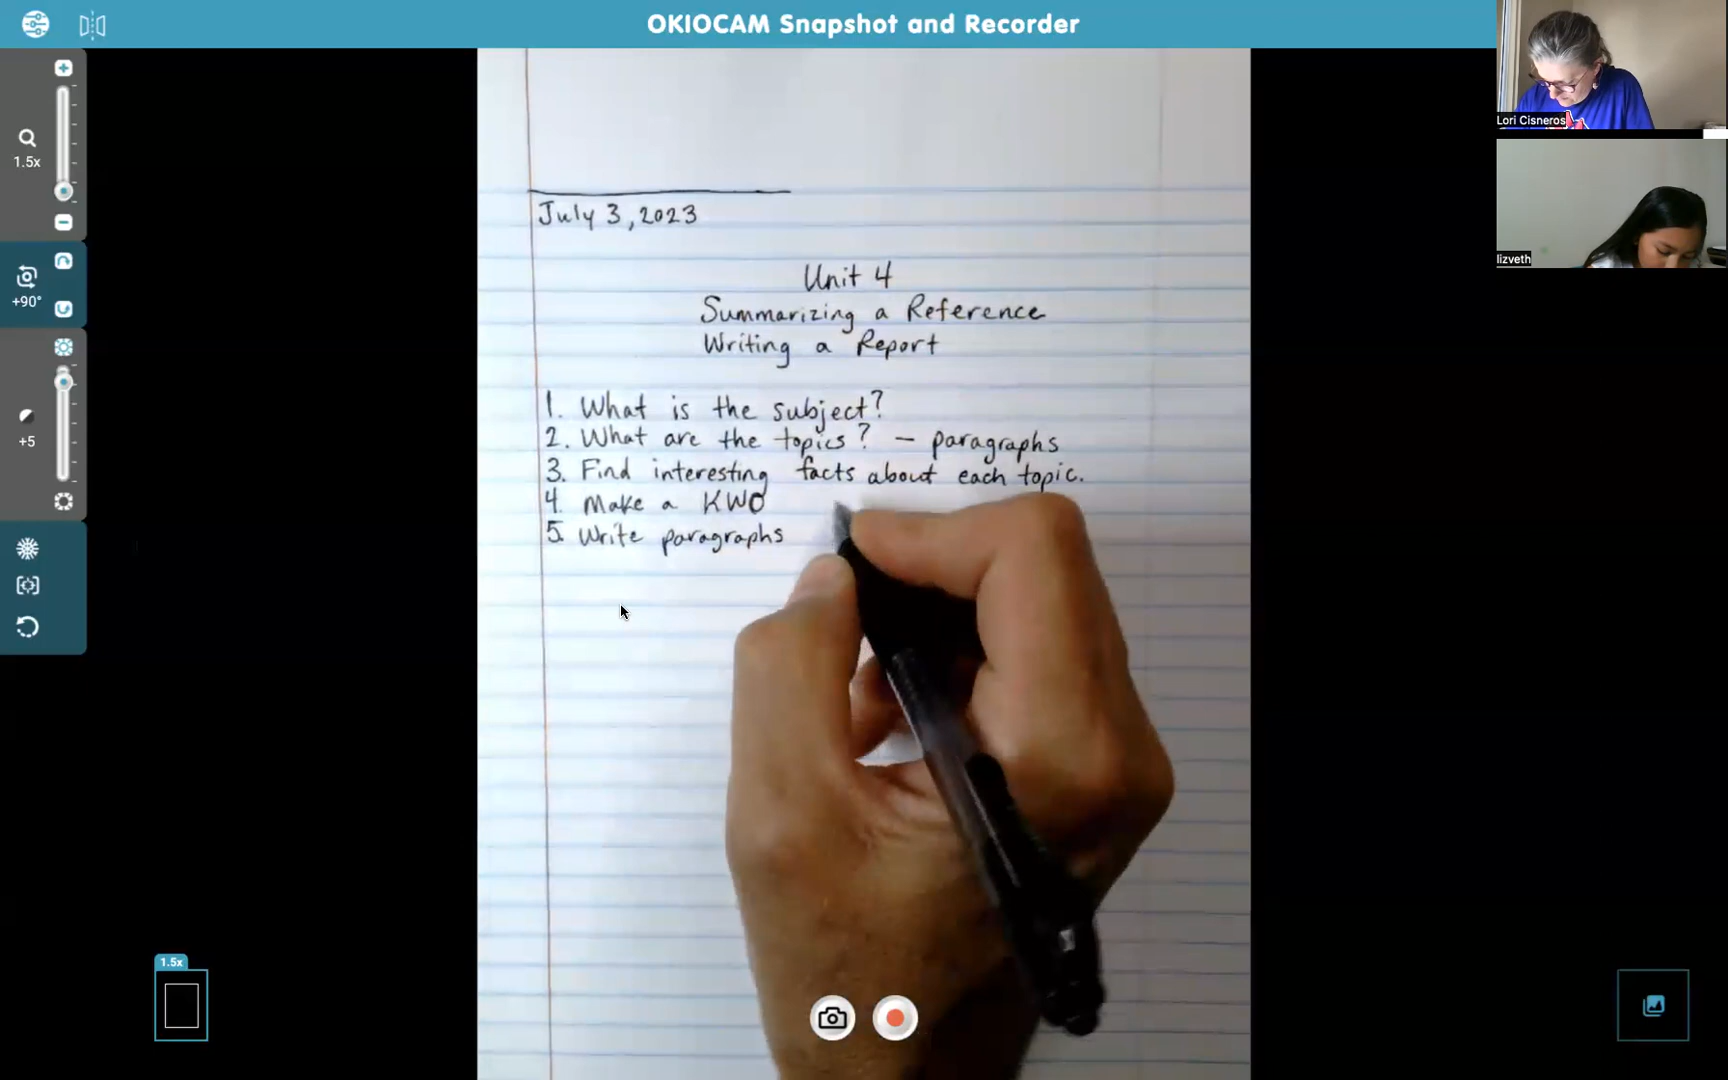 OKIOCAM Snapshot and Recorder
1.5x
+90°
+5
Lori Cisneros
lizveth
July 3, 2023
Unit 4
Summarizing a Reference
Writing a Report
1. What is the subject?
2. What are the topics? - paragraphs
3. Find interesting facts about each topic.
4. Make a KWO
5. Write paragraphs
1.5x